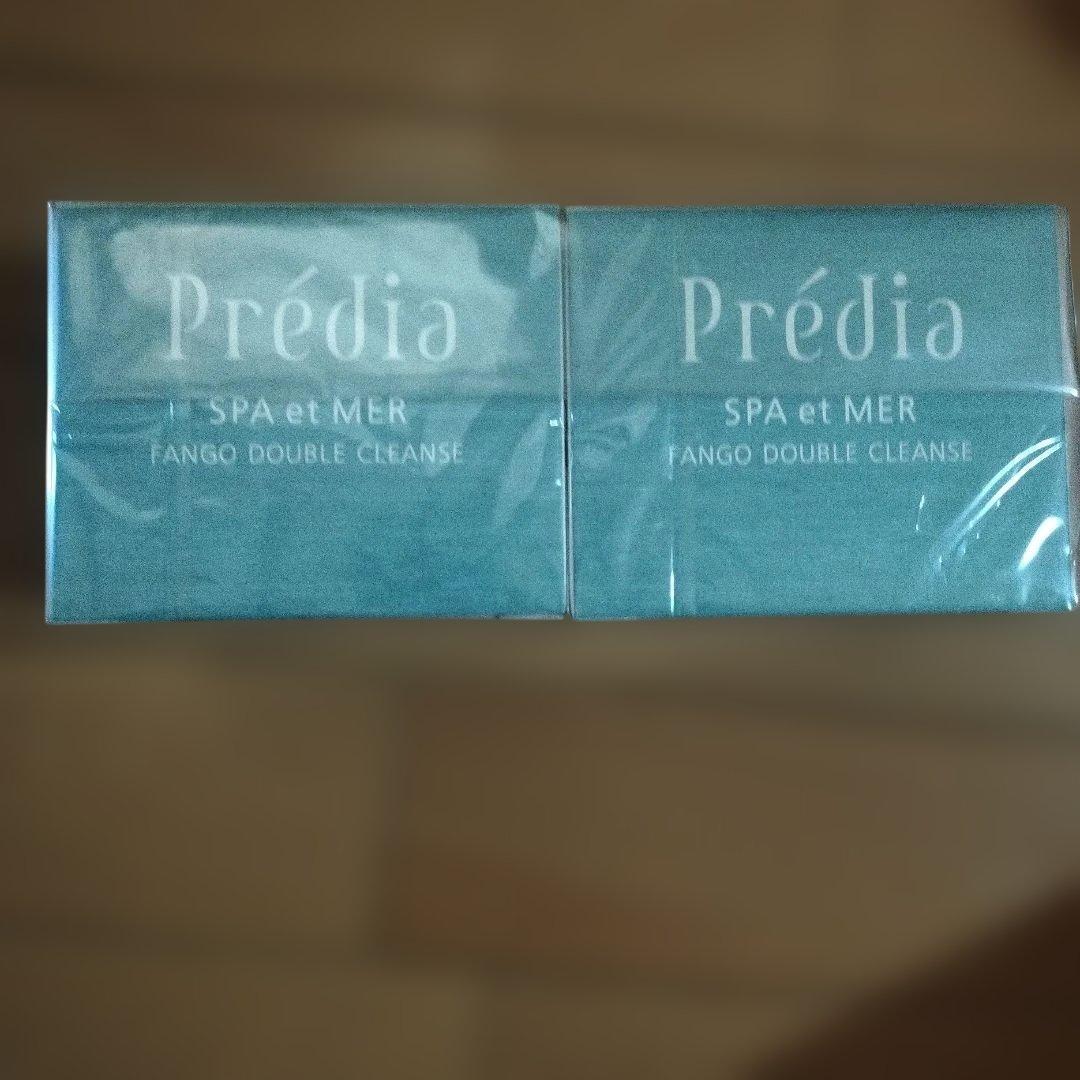 Prédia
SPA et MER
FANGO DOUBLE CLEANSE
Prédia
SPA et MER
FANGO DOUBLE CLEANSE